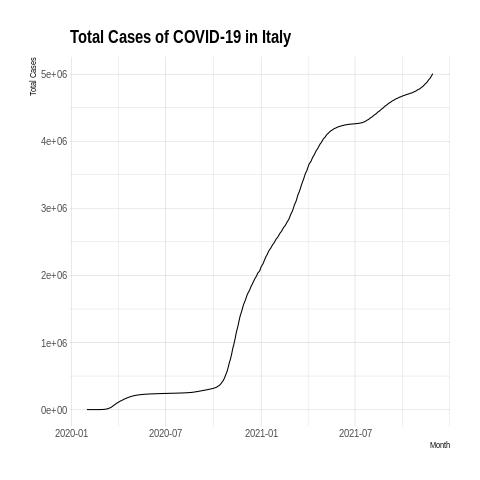 Total Cases of COVID-19 in Italy
Total Cases
5e+06
4e+06
3e+06
2e+06
1e+06
0e+00
2020-01 2020-07 2021-01 2021-07
Month